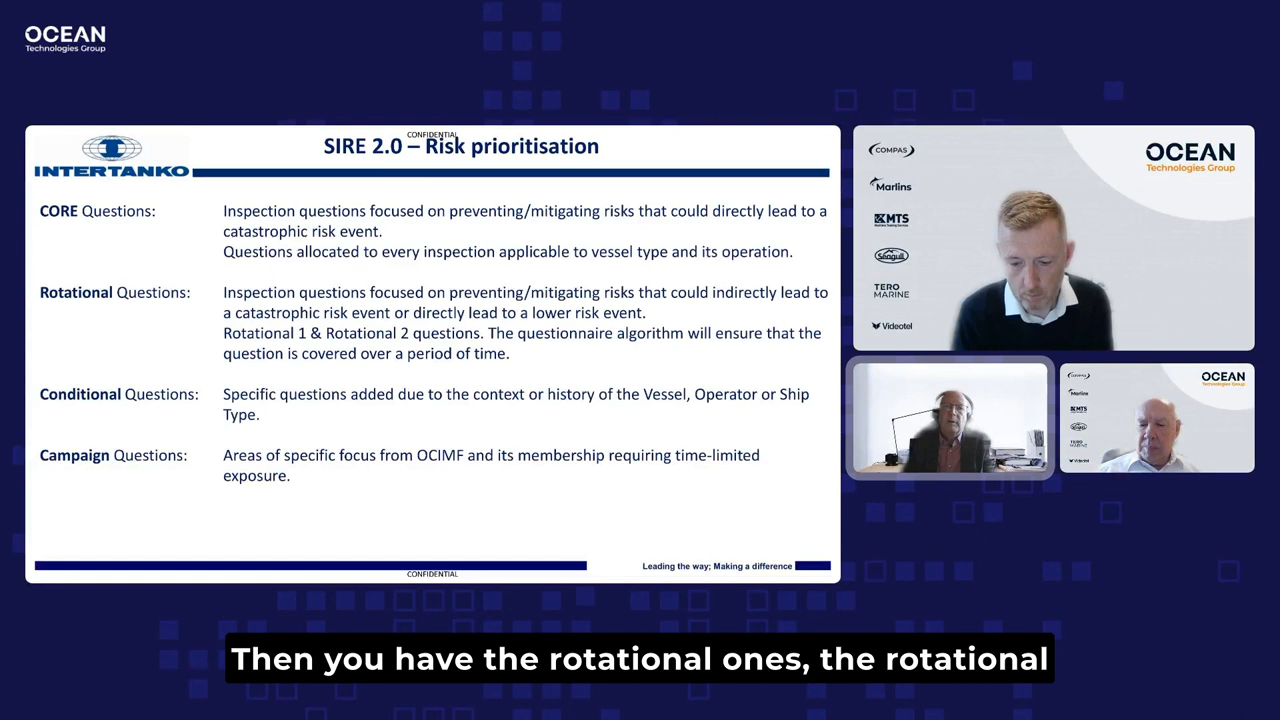 OCEAN
Technologies Group
CONFIDENTIAL
SIRE 2.0 – Risk prioritisation
INTERTANKO
CORE Questions:
Inspection questions focused on preventing/mitigating risks that could directly lead to a
catastrophic risk event.
Questions allocated to every inspection applicable to vessel type and its operation.
Rotational Questions:
Inspection questions focused on preventing/mitigating risks that could indirectly lead to
a catastrophic risk event or directly lead to a lower risk event.
Rotational 1 & Rotational 2 questions. The questionnaire algorithm will ensure that the
question is covered over a period of time.
Conditional Questions:
Specific questions added due to the context or history of the Vessel, Operator or Ship
Type.
Campaign Questions:
Areas of specific focus from OCIMF and its membership requiring time-limited
exposure.
Leading the way; Making a difference
CONFIDENTIAL
COMPAS
Marlins
MTS
Seagull
TERO
MARINE
Videotel
OCEAN
Technologies Group
Marlins
MTS
TERO
MARINE
Videotel
OCEAN
Technologies Group
Then you have the rotational ones, the rotational